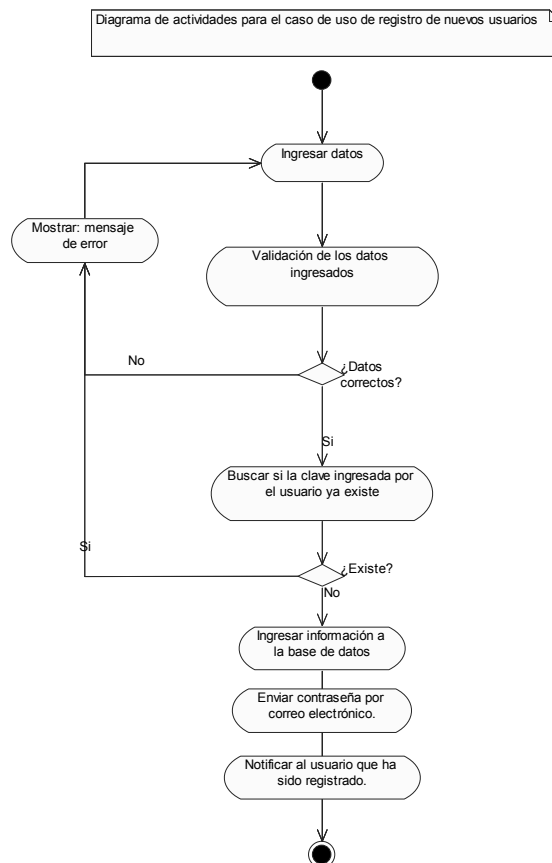 Diagrama de actividades para el caso de uso de registro de nuevos usuarios
Ingresar datos
Mostrar: mensaje
de error
Validación de los datos
ingresados
No
¿Datos
correctos?
Si
Buscar si la clave ingresada por
el usuario ya existe
Si
¿Existe?
No
Ingresar información a
la base de datos
Enviar contraseña por
correo electrónico.
Notificar al usuario que ha
sido registrado.